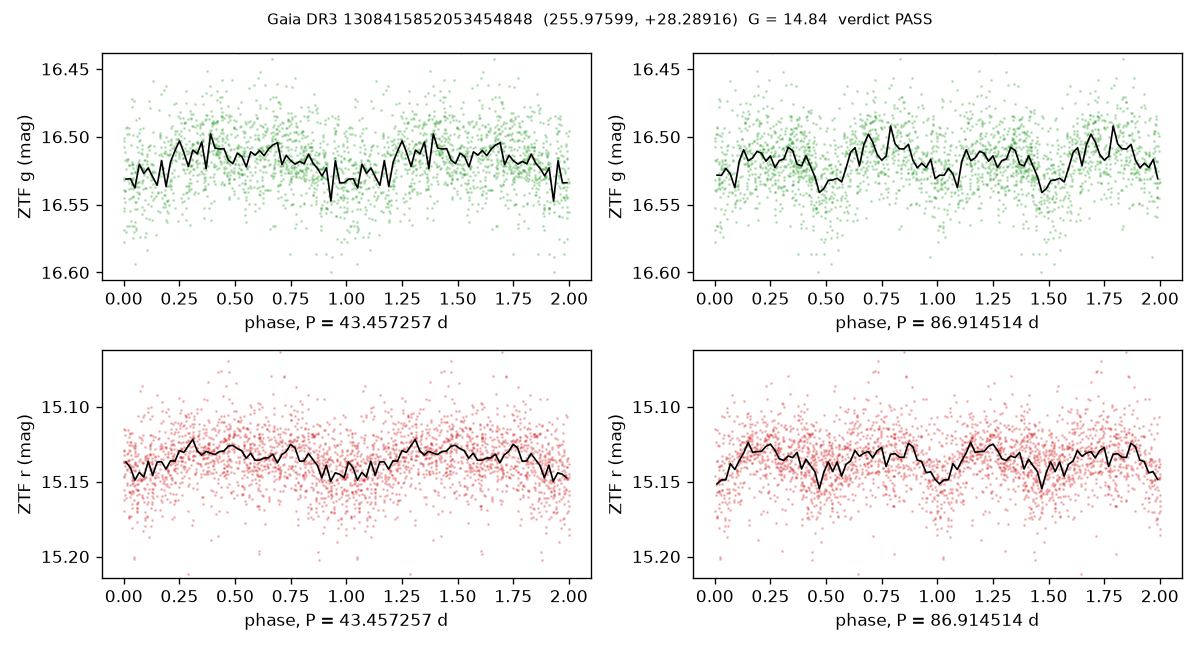 Gaia DR3 1308415852053454848 (255.97599, +28.28916) G = 14.84 verdict PASS
ZTF g (mag)
16.45
16.50
16.55
16.60
0.00 0.25 0.50 0.75 1.00 1.25 1.50 1.75 2.00
phase, P = 43.457257 d
ZTF g (mag)
16.45
16.50
16.55
16.60
0.00 0.25 0.50 0.75 1.00 1.25 1.50 1.75 2.00
phase, P = 86.914514 d
ZTF r (mag)
15.10
15.15
15.20
0.00 0.25 0.50 0.75 1.00 1.25 1.50 1.75 2.00
phase, P = 43.457257 d
ZTF r (mag)
15.10
15.15
15.20
0.00 0.25 0.50 0.75 1.00 1.25 1.50 1.75 2.00
phase, P = 86.914514 d